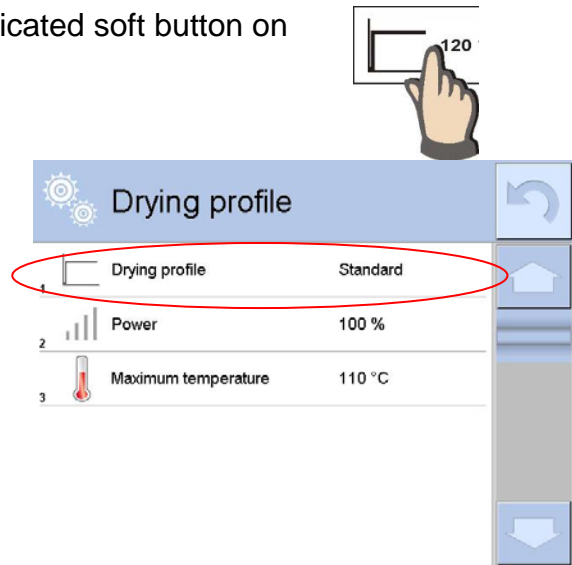 icated soft button on
120
Drying profile
1 Drying profile Standard
2 Power 100 %
3 Maximum temperature 110 °C